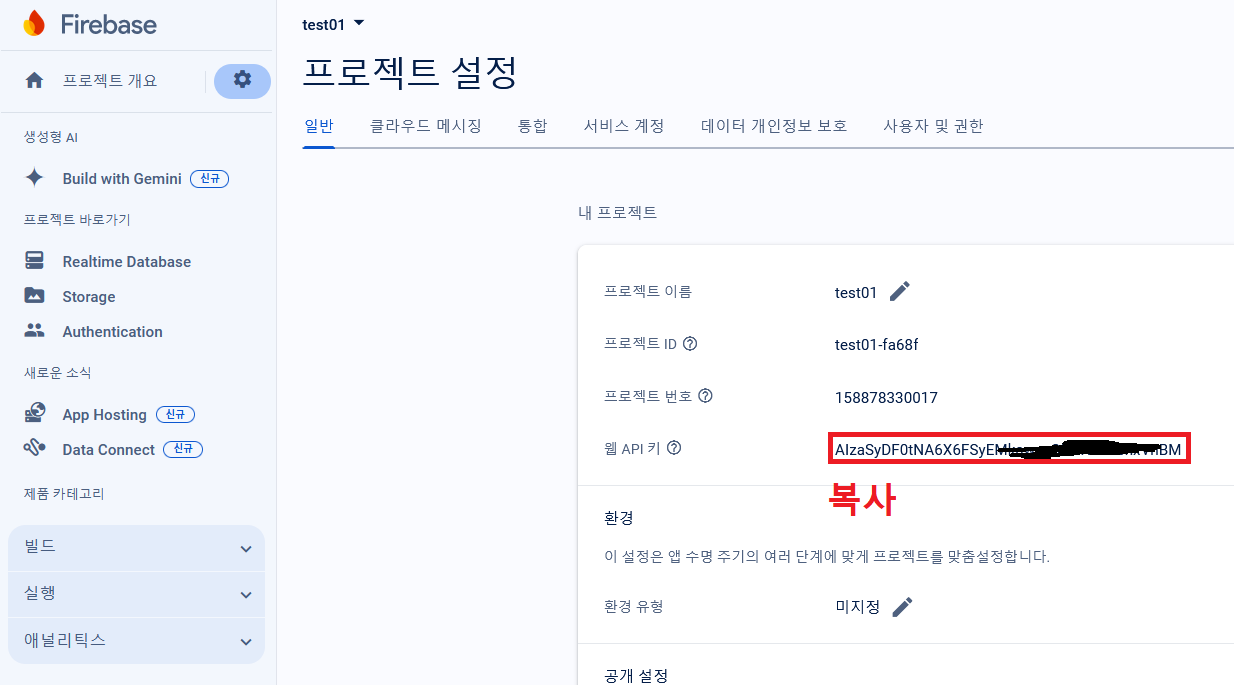 Firebase
프로젝트 개요
생성형 AI
Build with Gemini 신규
프로젝트 바로가기
Realtime Database
Storage
Authentication
새로운 소식
App Hosting 신규
Data Connect 신규
제품 카테고리
빌드
실행
애널리틱스
test01
프로젝트 설정
일반 클라우드 메시징 통합 서비스 계정 데이터 개인정보 보호 사용자 및 권한
내 프로젝트
프로젝트 이름 test01
프로젝트 ID test01-fa68f
프로젝트 번호 158878330017
웹 API 키
복사
환경
이 설정은 앱 수명 주기의 여러 단계에 맞게 프로젝트를 맞춤설정합니다.
환경 유형 미지정
공개 설정